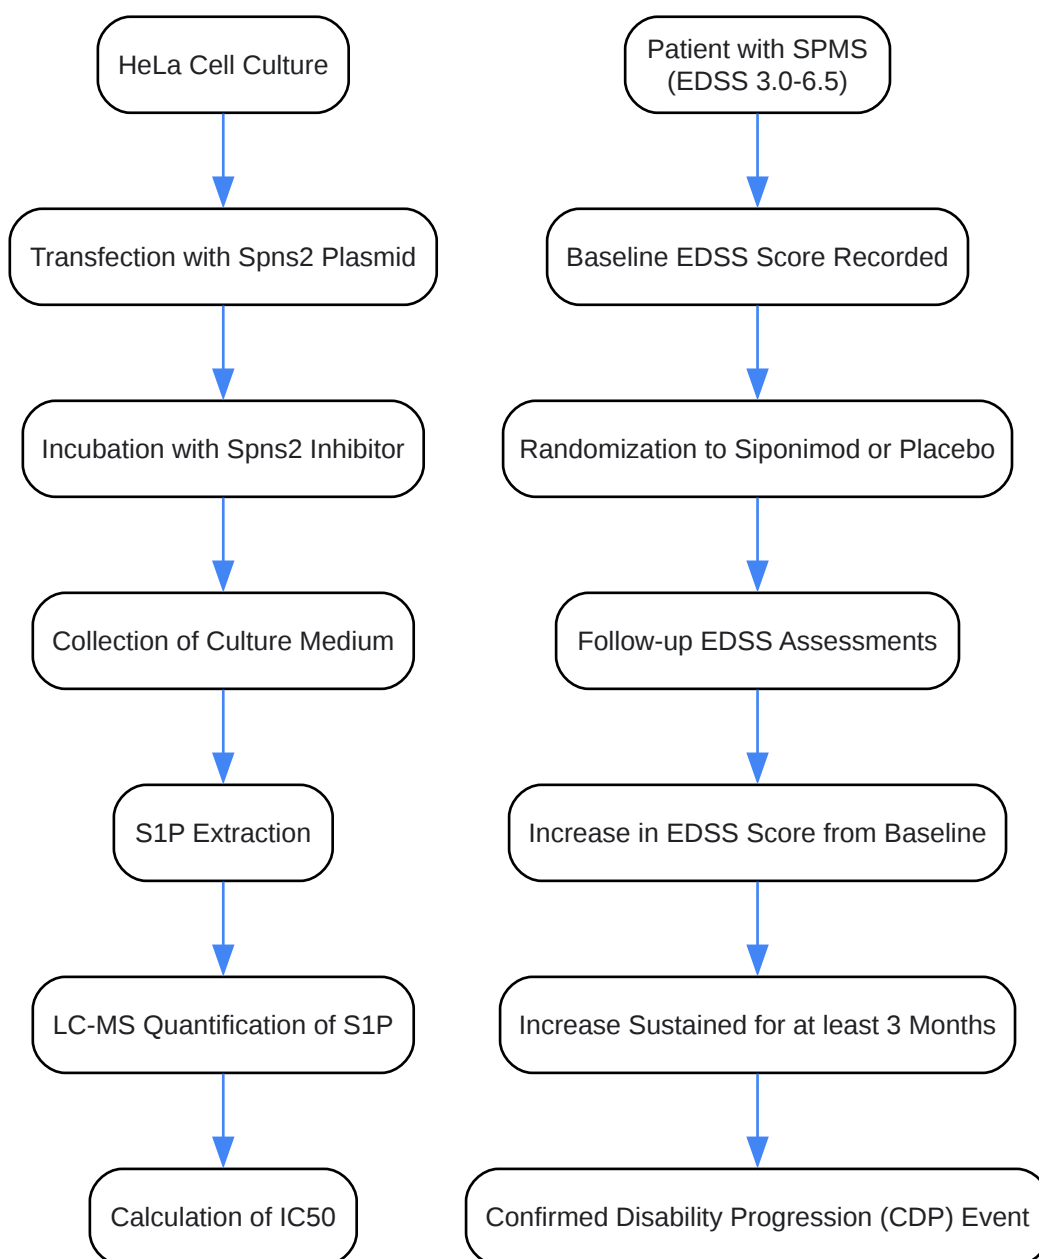 HeLa Cell Culture
Transfection with Spns2 Plasmid
Incubation with Spns2 Inhibitor
Collection of Culture Medium
S1P Extraction
LC-MS Quantification of S1P
Calculation of IC50
Patient with SPMS
(EDSS 3.0-6.5)
Baseline EDSS Score Recorded
Randomization to Siponimod or Placebo
Follow-up EDSS Assessments
Increase in EDSS Score from Baseline
Increase Sustained for at least 3 Months
Confirmed Disability Progression (CDP) Event